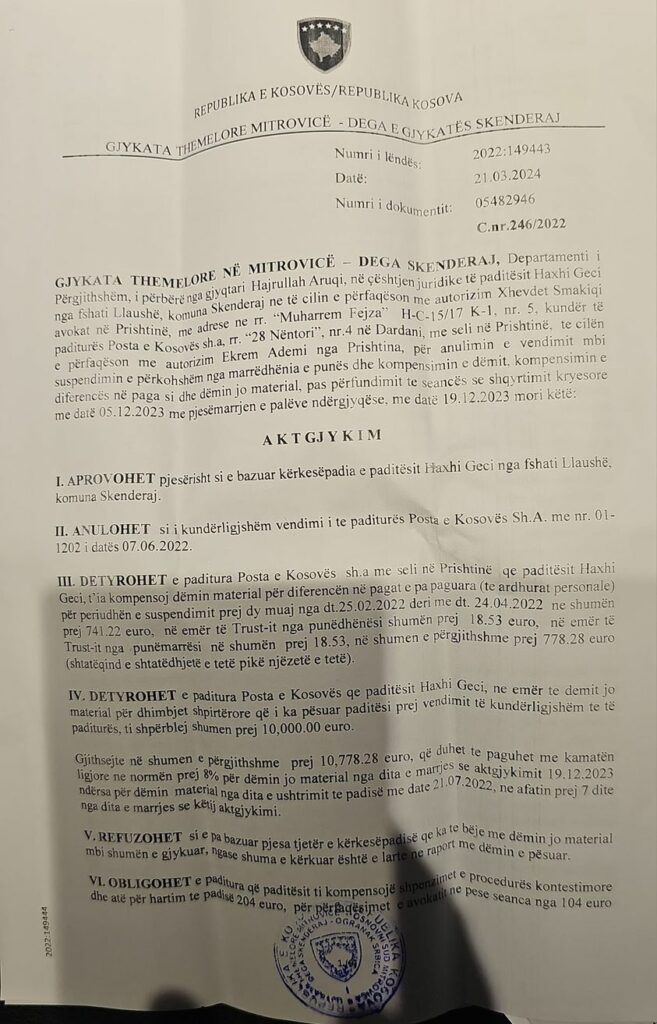 REPUBLIKA E KOSOVËS/REPUBLIKA KOSOVA
GJYKATA THEMELORE MITROVICË - DEGA E GJYKATËS SKENDERAJ
Numri i lëndës: 2022:149443
Datë: 21.03.2024
Numri i dokumentit: 05482946
C.nr.246/2022
GJYKATA THEMELORE NË MITROVICË – DEGA SKENDERAJ, Departamenti i
Përgjithshëm, i përbërë nga gjyqtari Hajrullah Aruqi, në çështjen juridike të paditësit Haxhi Geci
nga fshati Llaushë, komuna Skenderaj ne të cilin e përfaqëson me autorizim Xhevdet Smakiqi
avokat në Prishtinë, me adrese ne rr. “Muharrem Fejza” H-C-15/17 K-1, nr. 5, kundër të
paditurës Posta e Kosovës sh.a, rr. “28 Nëntori”, nr.4 në Dardani, me seli në Prishtinë, te cilën
e përfaqëson me autorizim Ekrem Ademi nga Prishtina, për anulimin e vendimit mbi
suspendimin e përkohshëm nga marrëdhënia e punës dhe kompensimin e dëmit, kompensimin e
diferencës në paga si dhe dëmin jo material, pas përfundimit te seancës se shqyrtimit kryesore
me datë 05.12.2023 me pjesëmarrjen e palëve ndërgjyqëse, me datë 19.12.2023 mori këtë:
A K T G J Y K I M
I. APROVOHET pjesërisht si e bazuar kërkesëpadia e paditësit Haxhi Geci nga fshati Llaushë,
komuna Skenderaj.
II. ANULOHET si i kundërligjshëm vendimi i te paditurës Posta e Kosovës Sh.A. me nr. 01-
1202 i datës 07.06.2022.
III. DETYROHET e paditura Posta e Kosovës sh.a me seli në Prishtinë qe paditësit Haxhi
Geci, t’ia kompensoj dëmin material për diferencën në pagat e pa paguara (te ardhurat personale)
për periudhën e suspendimit prej dy muaj nga dt.25.02.2022 deri me dt. 24.04.2022 ne shumën
prej 741.22 euro, në emër të Trust-it nga punëdhënësi shumën prej 18.53 euro, në emër të
Trust-it nga punëmarrësi në shumën prej 18.53, në shumën e përgjithshme prej 778.28 euro
(shtatëqind e shtatëdhjetë e tetë pikë njëzetë e tetë).
IV. DETYROHET e paditura Posta e Kosovës qe paditësit Haxhi Geci, ne emër te demit jo
material për dhimbjet shpirtërore që i ka pësuar paditësi prej vendimit të kundërligjshëm te të
paditurës, ti shpërblej shumen prej 10,000.00 euro.
Gjithsejte në shumen e përgjithshme prej 10,778.28 euro, që duhet te paguhet me kamatën
ligjore ne normën prej 8% për dëmin jo material nga dita e marrjes se aktgjykimit 19.12.2023
ndërsa për dëmin material nga dita e ushtrimit te padisë me date 21.07.2022, ne afatin prej 7 dite
nga dita e marrjes se këtij aktgjykimi.
V. REFUZOHET si e pa bazuar pjesa tjetër e kërkesëpadisë qe ka te bëje me dëmin jo material
mbi shumën e gjykuar, ngase shuma e kërkuar është e larte ne raport me dëmin e pësuar.
VI. OBLIGOHET e paditura që paditësit ti kompensojë shpenzimet e procedurës kontestimore
dhe atë për hartim te padisë 204 euro, për përfaqësimet e avokatit ne pese seanca nga 104 euro
2022:149444